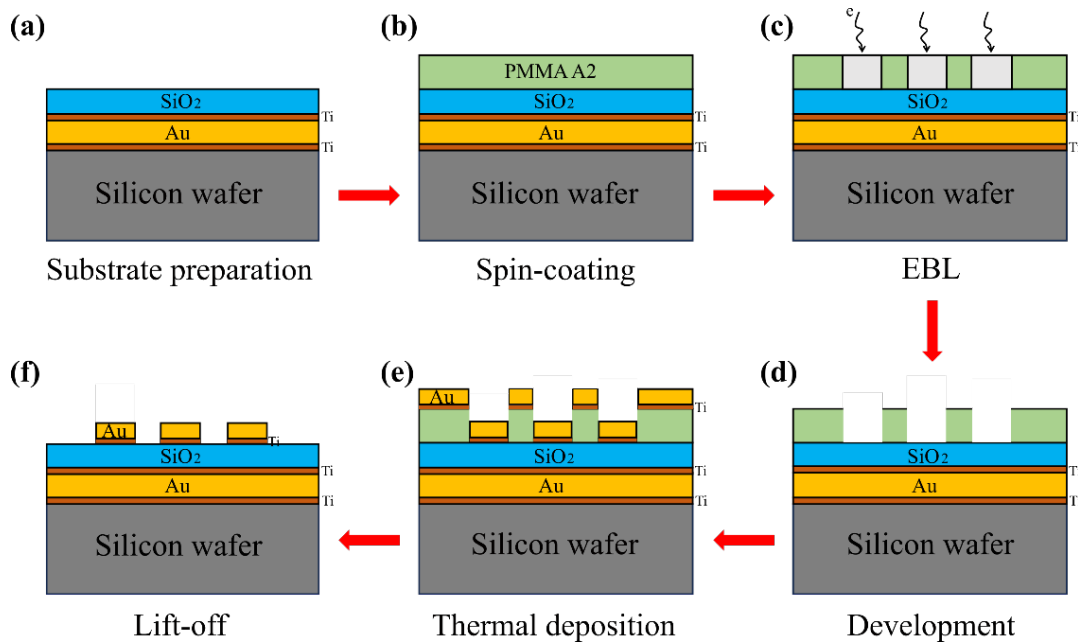 (a)
SiO2
Ti
Au
Ti
Silicon wafer
Substrate preparation
(b)
PMMA A2
SiO2
Ti
Au
Ti
Silicon wafer
Spin-coating
(c)
e
SiO2
Ti
Au
T
Silicon wafer
EBL
(d)
SiO2
Ti
Au
T
Silicon wafer
Development
(e)
Au
Ti
SiO2
Ti
Au
Ti
Silicon wafer
Thermal deposition
(f)
Au
Ti
SiO2
Ti
Au
Ti
Silicon wafer
Lift-off